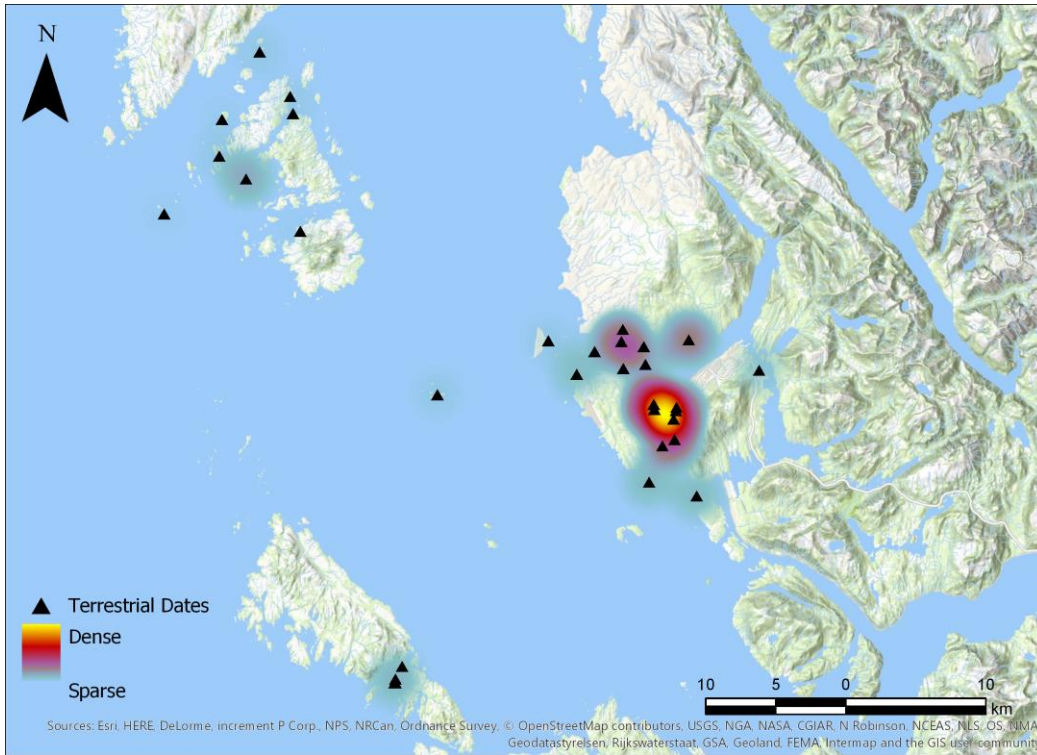 N
Terrestrial Dates
Dense
Sparse
10 5 0 10
km
Sources: Esri, HERE, DeLorme, increment P Corp., NPS, NRCan, Ordnance Survey, © OpenStreetMap contributors, USGS, NGA, NASA, CGIAR, N Robinson, NCEAS, NLS, OS, NMA,
Geodatastyrelsen, Rijkswaterstaat, GSA, Geoland, FEMA, Intermap and the GIS user community